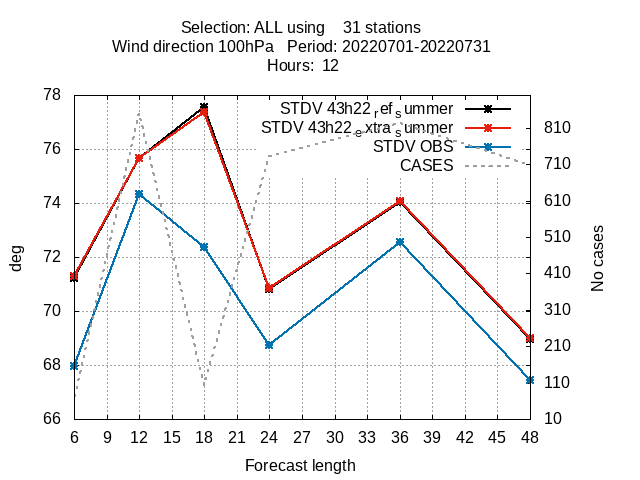 Selection: ALL using    31 stations
Wind direction 100hPa   Period: 20220701-20220731
Hours:  12
STDV 43h22_ref_summer
STDV 43h22_extra_summer
STDV OBS
CASES
78
76
74
72
70
68
66
deg
810
710
610
510
410
310
210
110
10
No cases
6 9 12 15 18 21 24 27 30 33 36 39 42 45 48
Forecast length